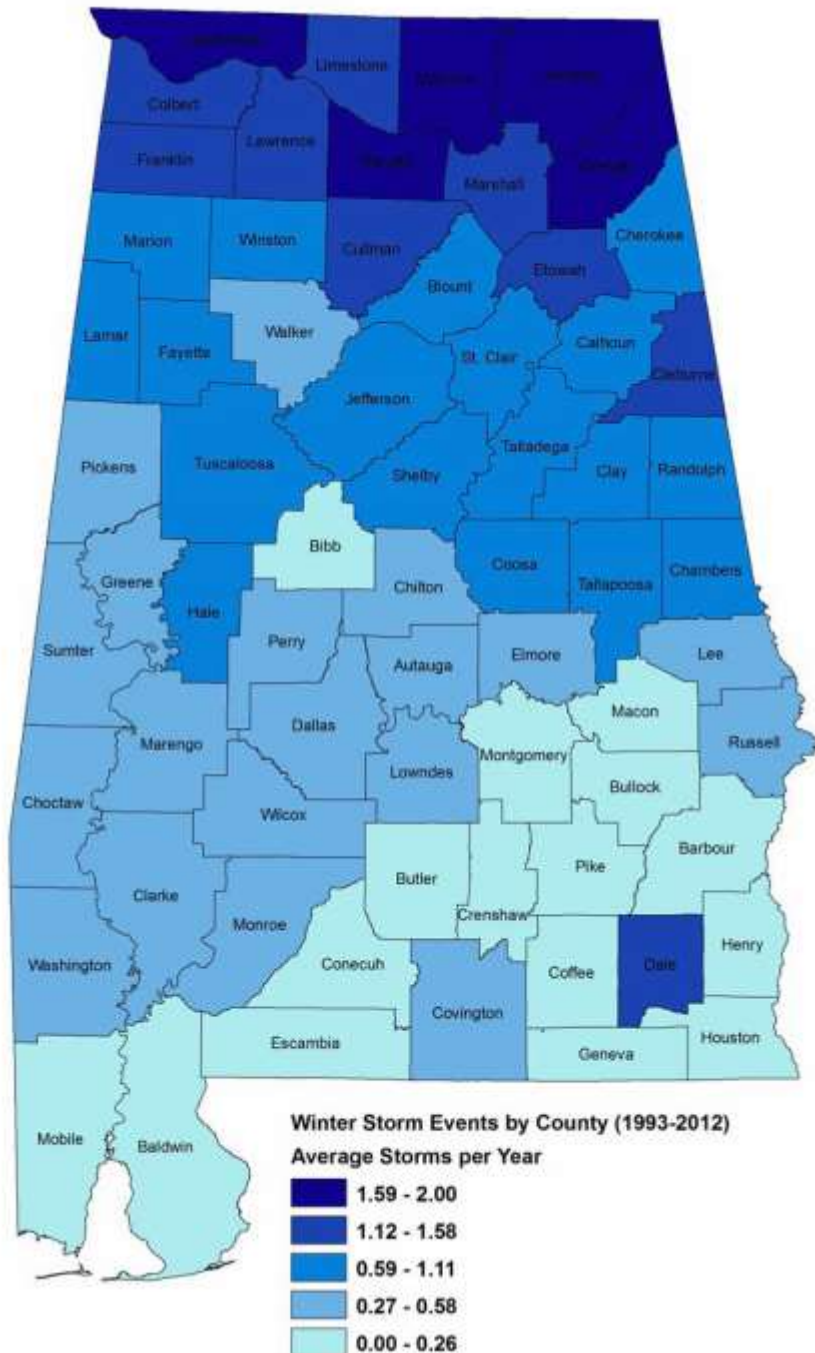 Limestone
Colbert
Lawrence
Franklin
Marshall
Marion
Winston
Cullman
Cherokee
Blount
Etowah
Walker
Lamar
Fayette
St. Clair
Calhoun
Cleburne
Jefferson
Pickens
Tuscaloosa
Shelby
Talladega
Clay
Randolph
Bibb
Greene
Hale
Chilton
Coosa
Tallapoosa
Chambers
Sumter
Perry
Autauga
Elmore
Lee
Macon
Marengo
Dallas
Montgomery
Russell
Choctaw
Lowndes
Bullock
Wilcox
Barbour
Butler
Pike
Clarke
Monroe
Crenshaw
Washington
Conecuh
Coffee
Dale
Henry
Covington
Escambia
Geneva
Houston
Mobile
Baldwin
Winter Storm Events by County (1993-2012)
Average Storms per Year
1.59 - 2.00
1.12 - 1.58
0.59 - 1.11
0.27 - 0.58
0.00 - 0.26